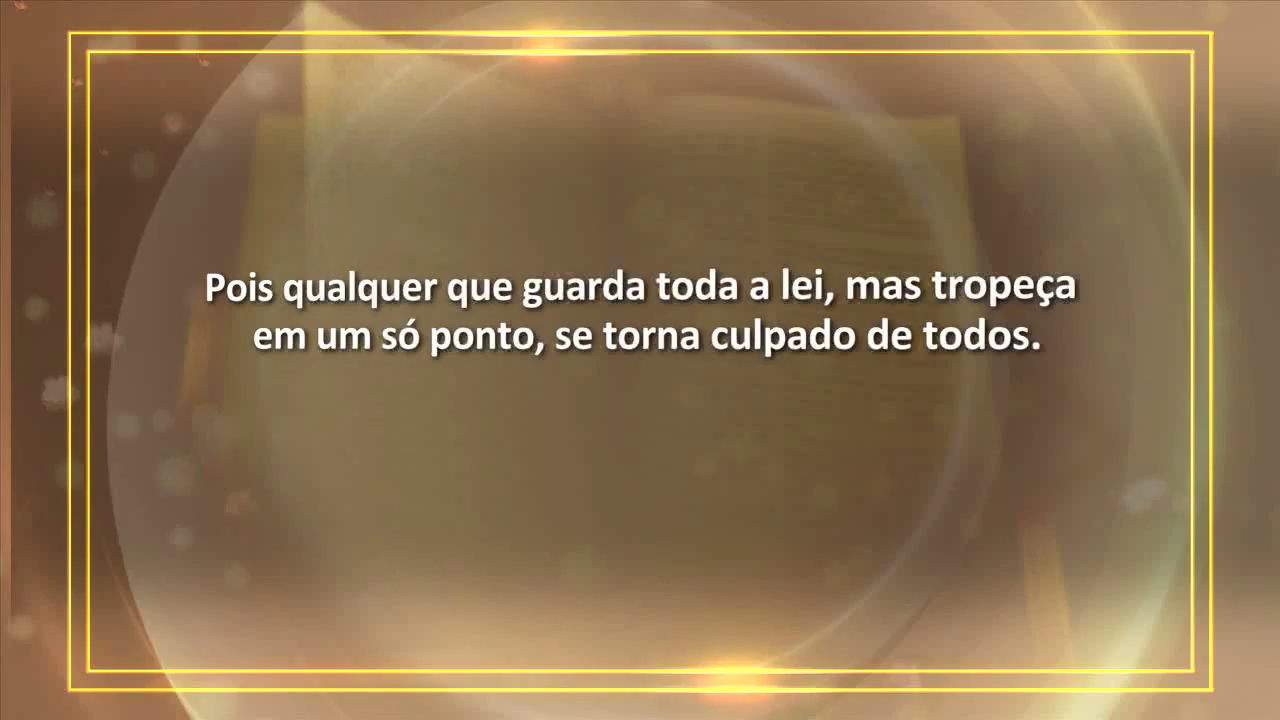 Pois qualquer que guarda toda a lei, mas tropeça
em um só ponto, se torna culpado de todos.